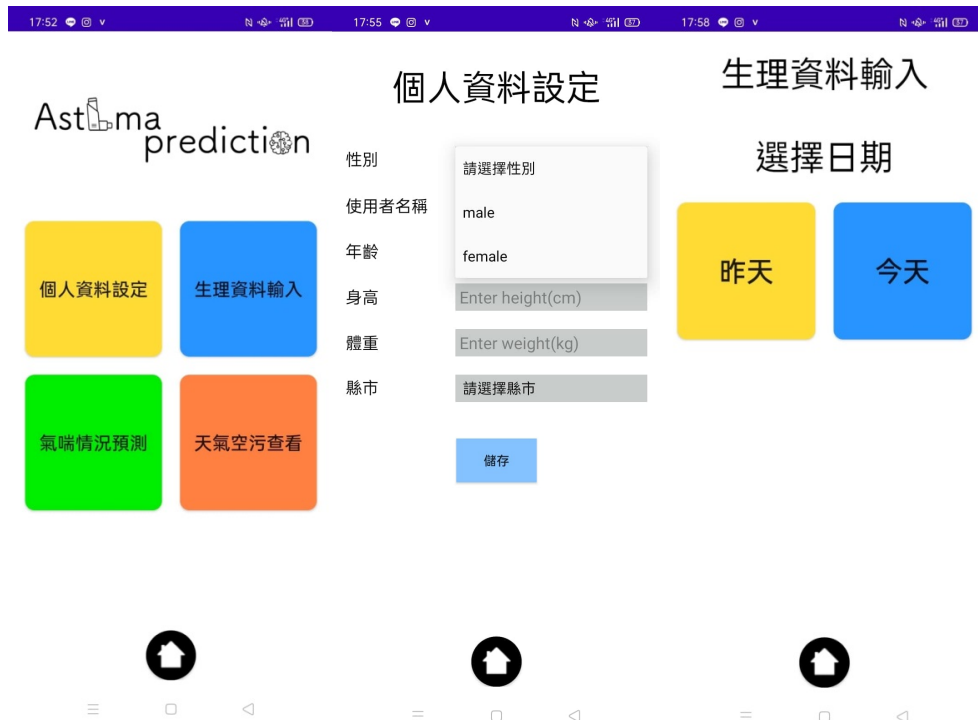 17:52
58
Asthma
prediction
個人資料設定
生理資料輸入
氣喘情況預測
天氣空污查看
17:55
57
個人資料設定
性別
請選擇性別
使用者名稱
male
年齡
female
身高
Enter height(cm)
體重
Enter weight(kg)
縣市
請選擇縣市
儲存
17:58
57
生理資料輸入
選擇日期
昨天
今天